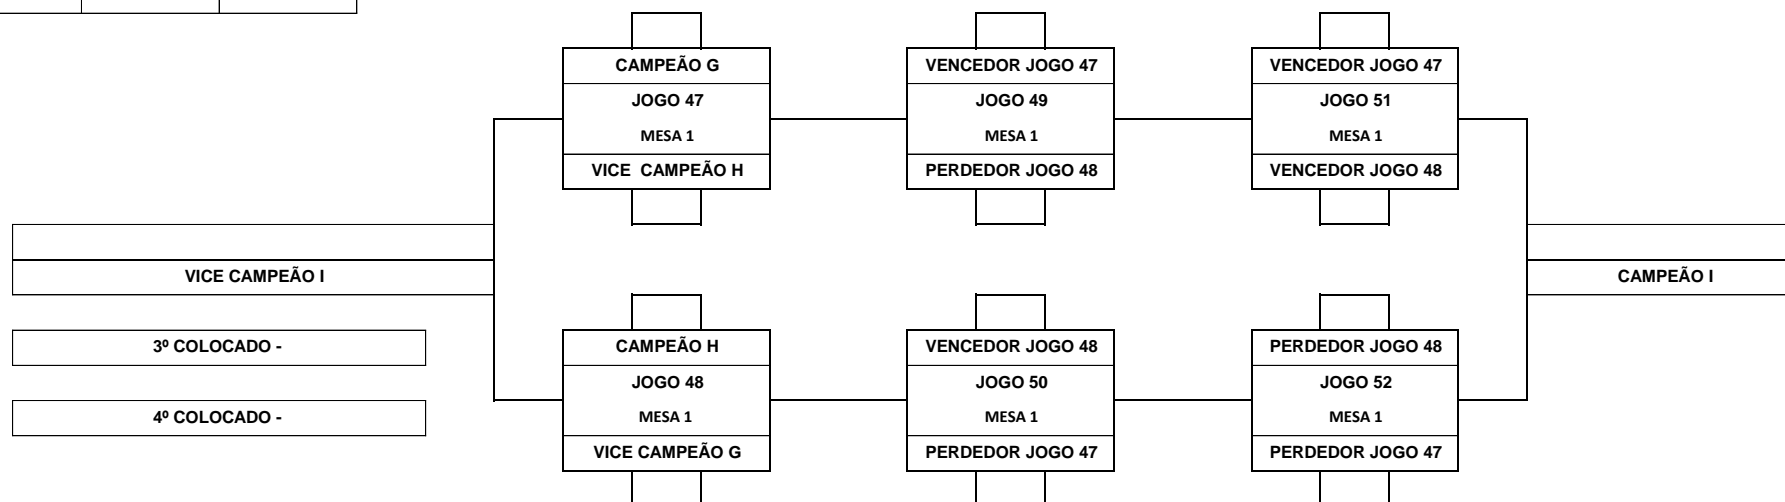 CAMPEÃO G
JOGO 47
MESA 1
VICE  CAMPEÃO H
VENCEDOR JOGO 47
JOGO 49
MESA 1
PERDEDOR JOGO 48
VENCEDOR JOGO 47
JOGO 51
MESA 1
VENCEDOR JOGO 48
VICE CAMPEÃO I
CAMPEÃO I
3º COLOCADO -
4º COLOCADO -
CAMPEÃO H
JOGO 48
MESA 1
VICE CAMPEÃO G
VENCEDOR JOGO 48
JOGO 50
MESA 1
PERDEDOR JOGO 47
PERDEDOR JOGO 48
JOGO 52
MESA 1
PERDEDOR JOGO 47